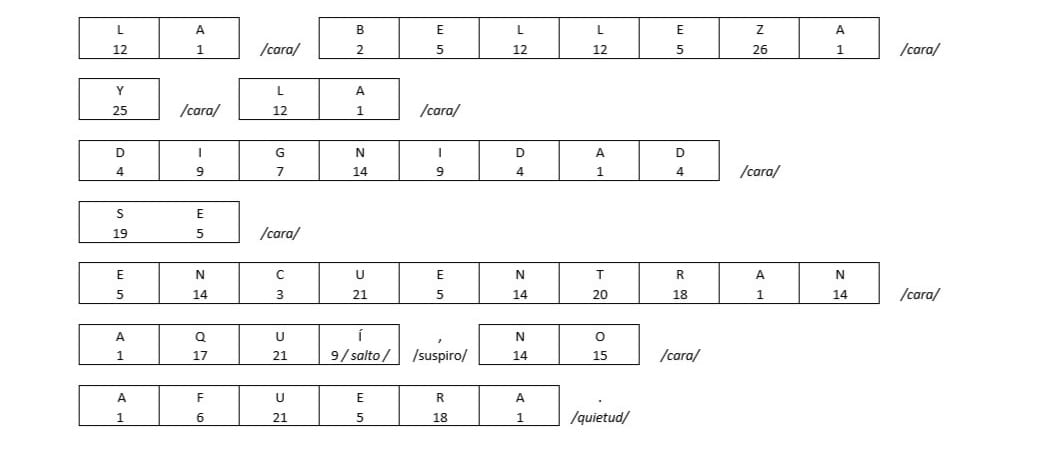 L A B E L L E Z A
12 1 /cara/ 2 5 12 12 5 26 1 /cara/
Y L A
25 /cara/ 12 1 /cara/
D I G N I D A D
4 9 7 14 9 4 1 4 /cara/
S E
19 5 /cara/
E N C U E N T R A N
5 14 3 21 5 14 20 18 1 14 /cara/
A Q U Í , N O
1 17 21 9 / salto / /suspiro/ 14 15 /cara/
A F U E R A .
1 6 21 5 18 1 /quietud/